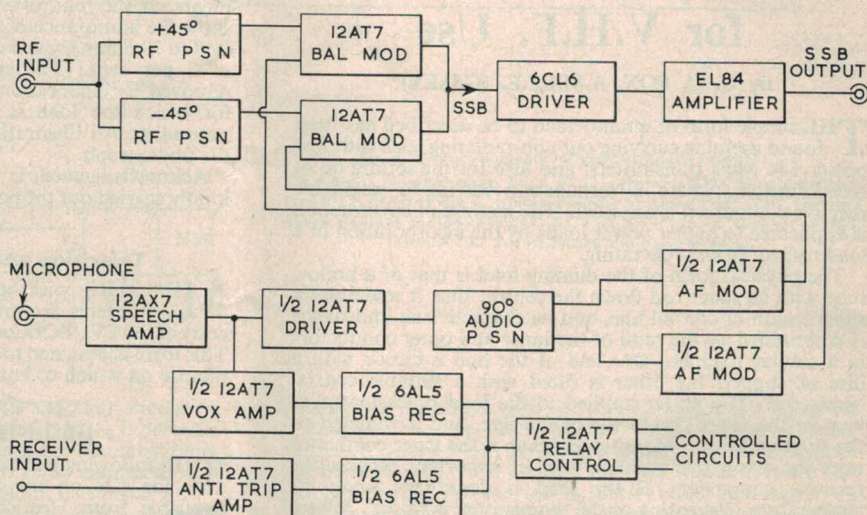 for V.H.F. Use
RF
INPUT
+45°
RF PSN
12AT7
BAL MOD
-45°
RF PSN
12AT7
BAL MOD
SSB
6CL6
DRIVER
EL84
AMPLIFIER
SSB
OUTPUT
MICROPHONE
12AX7
SPEECH
AMP
1/2 12AT7
DRIVER
90°
AUDIO
PSN
1/2 12AT7
AF MOD
1/2 12AT7
AF MOD
1/2 12AT7
VOX AMP
1/2 6AL5
BIAS REC
RECEIVER
INPUT
1/2 12AT7
ANTI TRIP
AMP
1/2 6AL5
BIAS REC
1/2 12AT7
RELAY
CONTROL
CONTROLLED
CIRCUITS